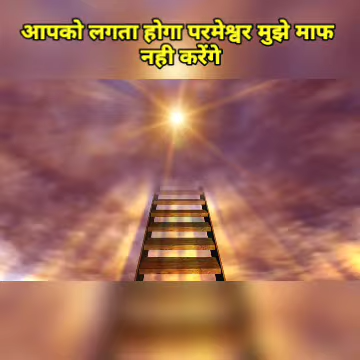 आपको लगता होगा परमेश्वर मुझे माफ
नही करेंगे